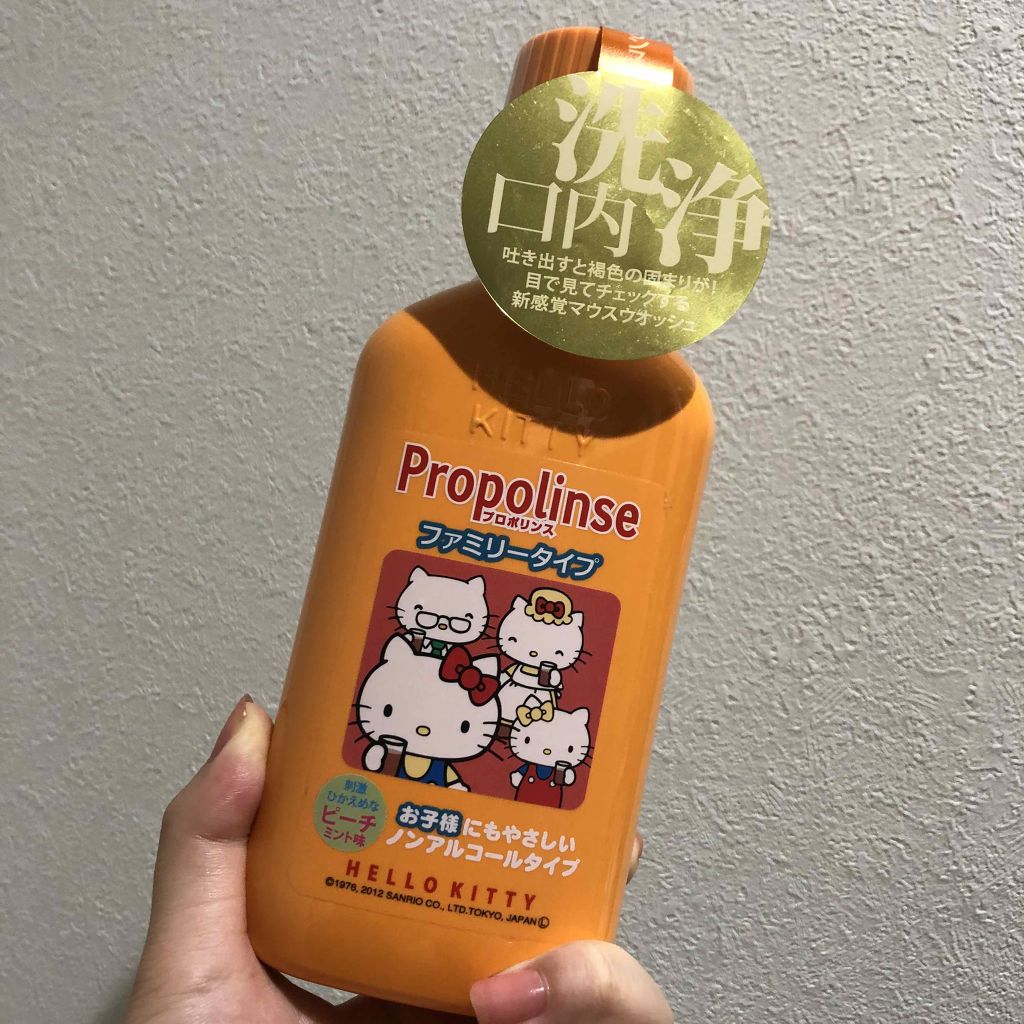 洗浄
口内
吐き出すと褐色の固まりが!
目で見てチェックする
新感覚マウスウオッシュ
HELLO
KITTY
Propolinse
プロポリンス
ファミリータイプ
刺激
ひかえめな
ピーチ
ミント味
お子様にもやさしい
ノンアルコールタイプ
HELLO KITTY
©1976, 2012 SANRIO CO., LTD.TOKYO, JAPAN Ⓛ